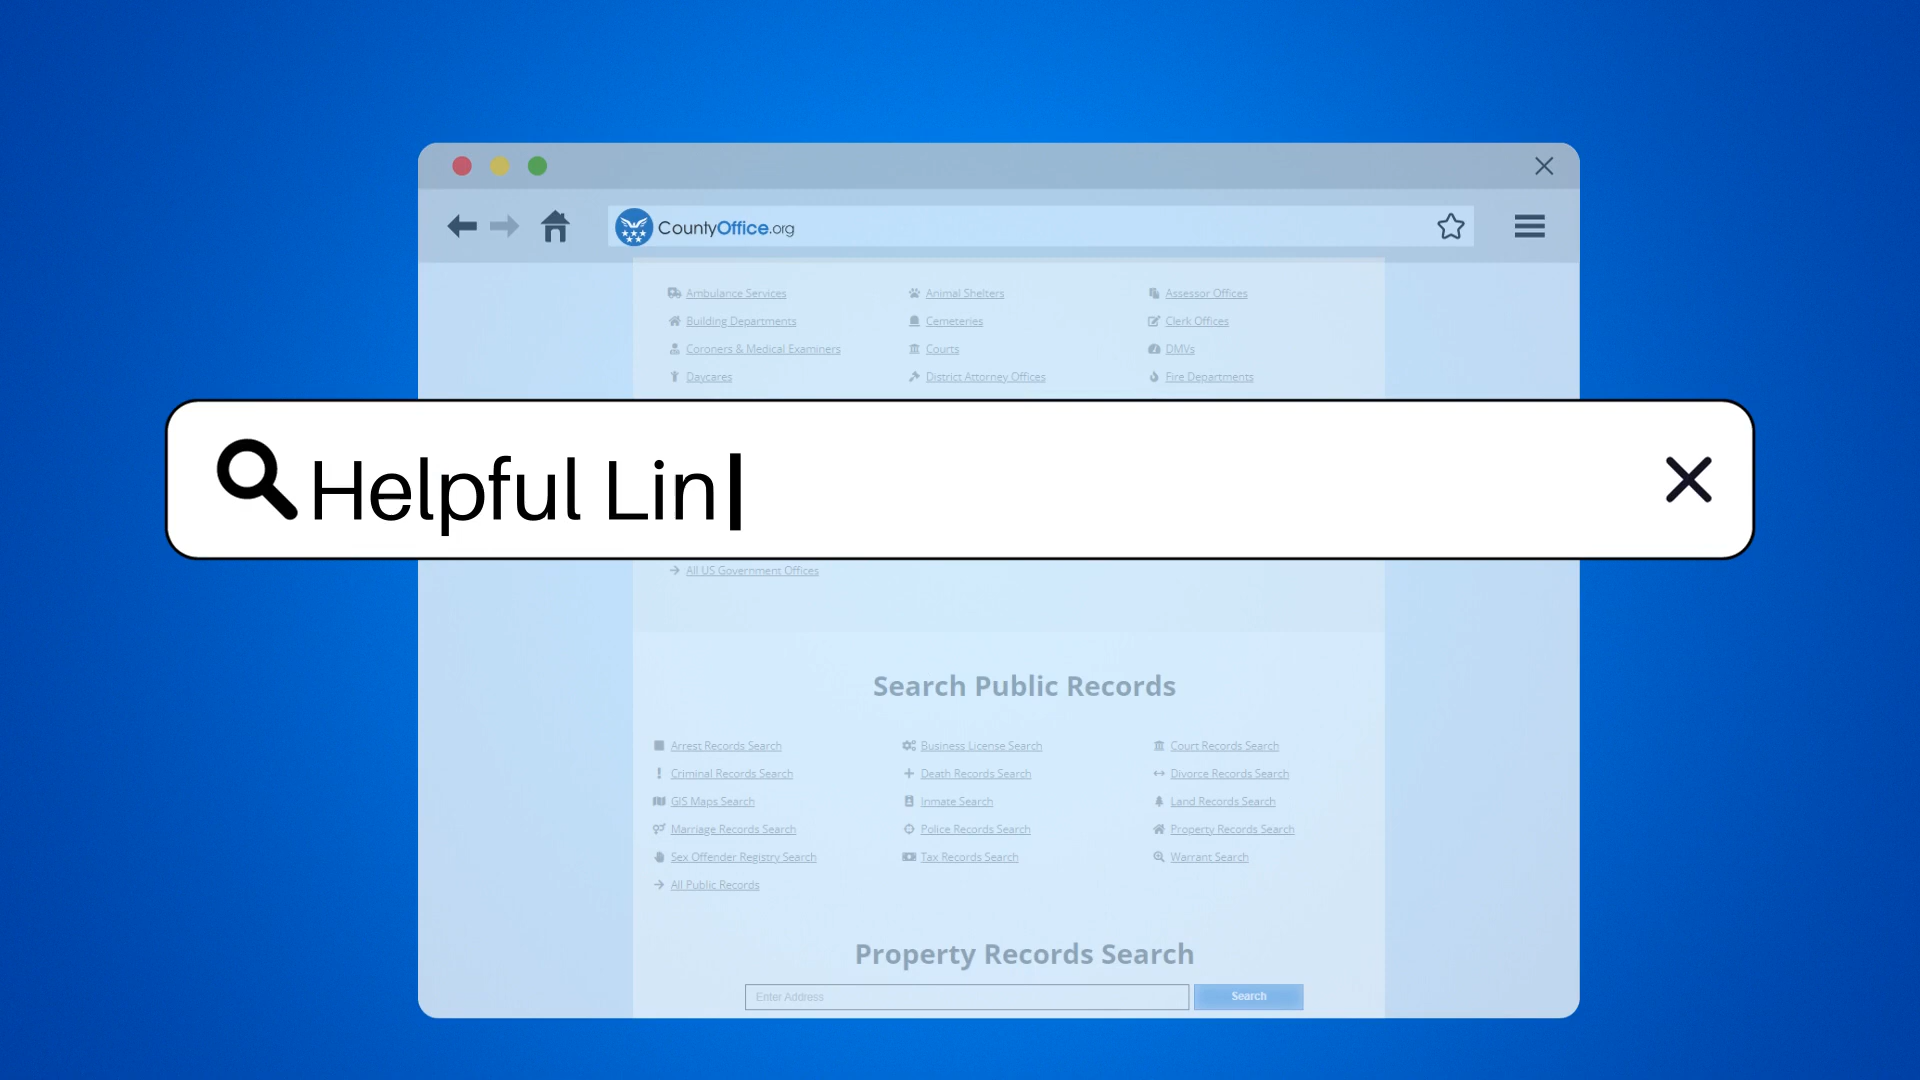 CountyOffice.org
Ambulance Services Animal Shelters Assessor Offices
Building Departments Cemeteries Clerk Offices
Coroners & Medical Examiners Courts DMVs
Daycares District Attorney Offices Fire Departments
Helpful Lin
All US Government Offices
Search Public Records
Arrest Records Search Business License Search Court Records Search
Criminal Records Search Death Records Search Divorce Records Search
GIS Maps Search Inmate Search Land Records Search
Marriage Records Search Police Records Search Property Records Search
Sex Offender Registry Search Tax Records Search Warrant Search
All Public Records
Property Records Search
Enter Address Search